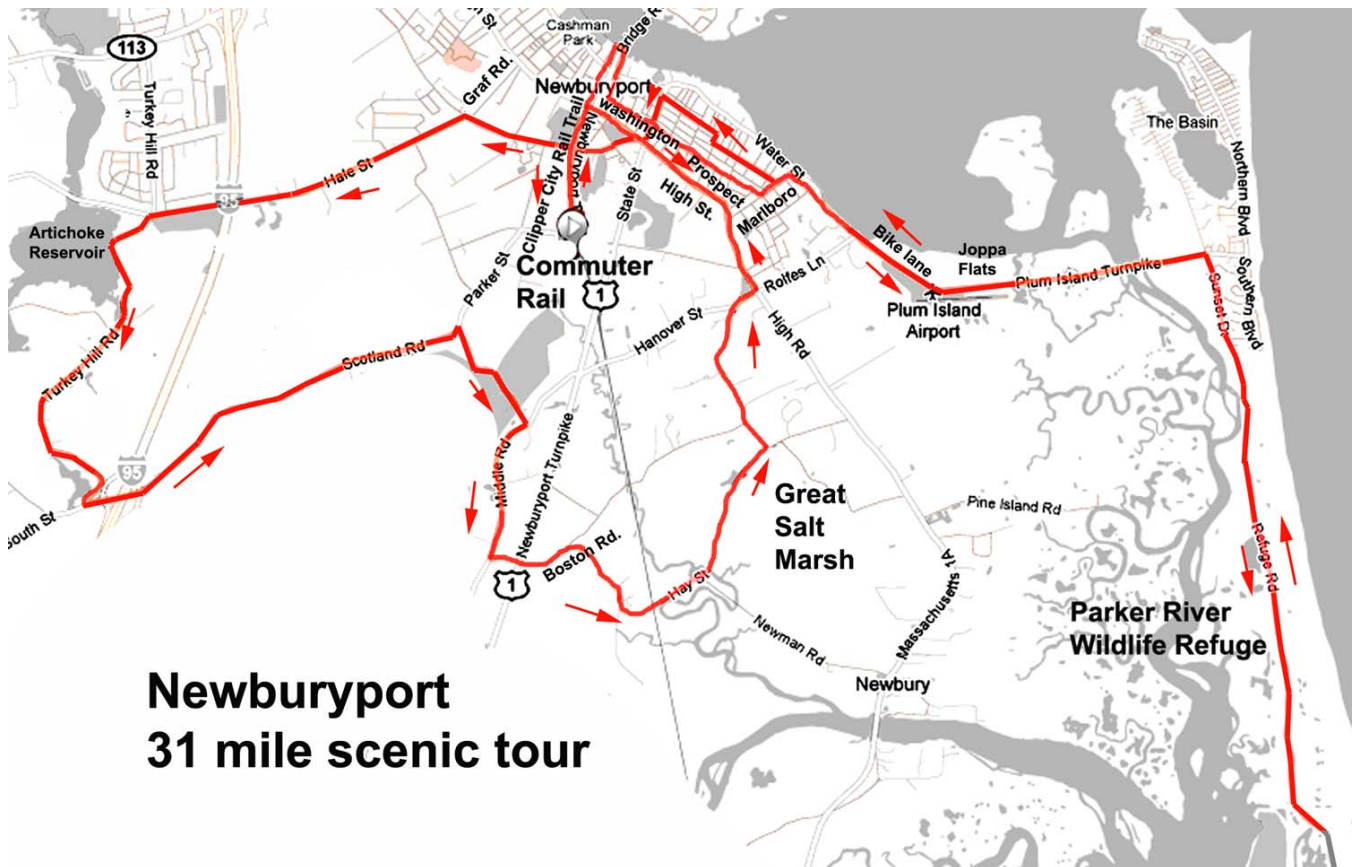 Cashman
Park
113
Bridge R
Turkey Hill Rd
Graf Rd.
Newburyport
Clipper City Rail Trail
washington
Water St
The Basin
Northern Blvd
Hale St
State St
Prospect
High St.
Marlboro
95
Artichoke
Reservoir
Parker St
Commuter
Rail
1
Bike lane
Joppa
Flats
Rolfes Ln
Plum Island Turnpike
Plum Island
Airport
Sunset Dr
Southern Blvd
Hanover St
High Rd
Turkey Hill Rd
Scotland Rd
95
South St
Middle Rd
Newburyport Turnpike
Great
Salt
Marsh
Pine Island Rd
1
Boston Rd.
Hay St
Massachusetts 1A
Refuge Rd
Newman Rd
Parker River
Wildlife Refuge
Newbury
Newburyport
31 mile scenic tour